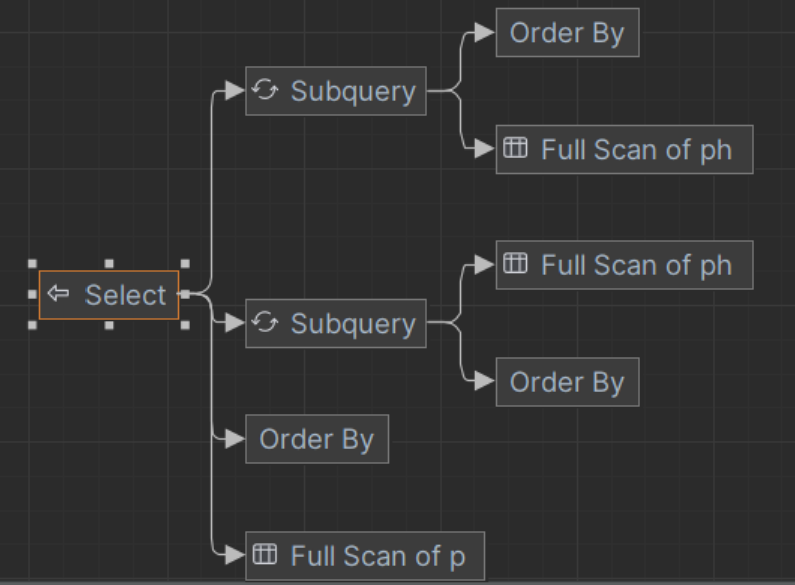 Order By
Subquery
Full Scan of ph
Full Scan of ph
Select
Subquery
Order By
Order By
Full Scan of p